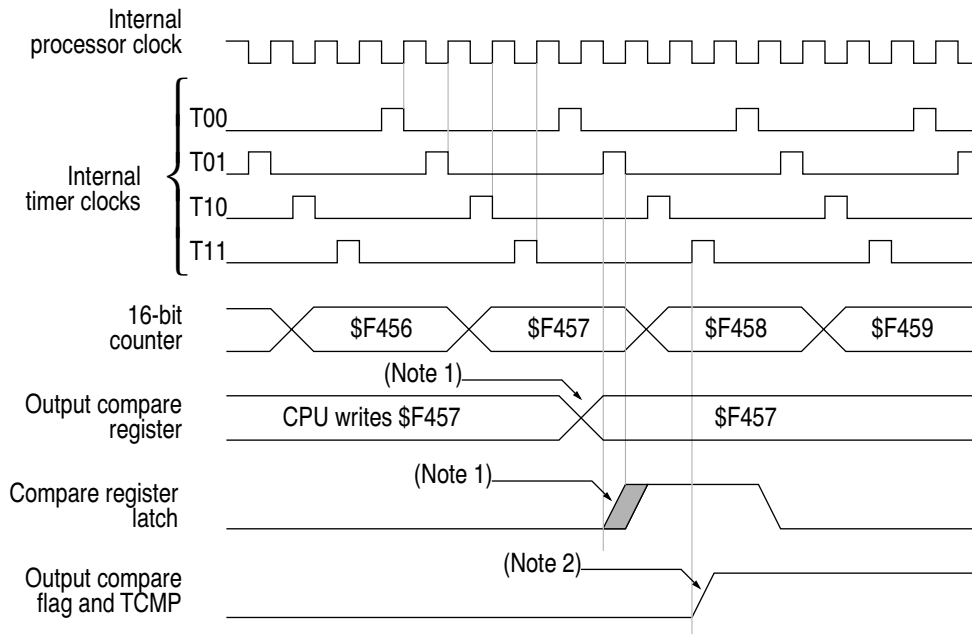 Internal
processor clock
T00
T01
Internal
timer clocks
T10
T11
16-bit
counter
$F456
$F457
$F458
$F459
(Note 1)
Output compare
register
CPU writes $F457
$F457
(Note 1)
Compare register
latch
(Note 2)
Output compare
flag and TCMP